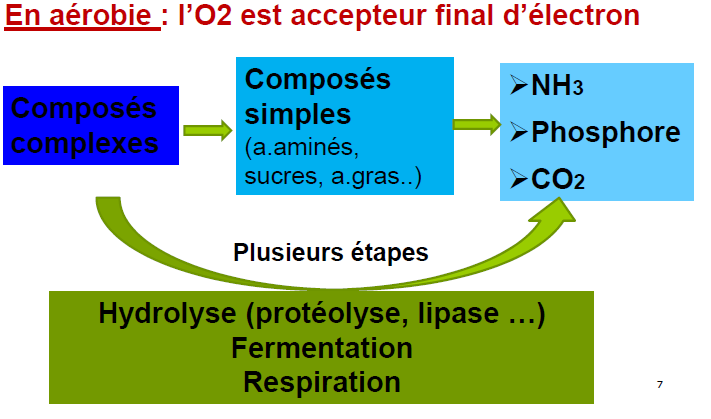 En aérobie : l’O2 est accepteur final d’électron
Composés
complexes
Composés
simples
(a.aminés,
sucres, a.gras..)
➢NH3
➢Phosphore
➢CO2
Plusieurs étapes
Hydrolyse (protéolyse, lipase …)
Fermentation
Respiration
7